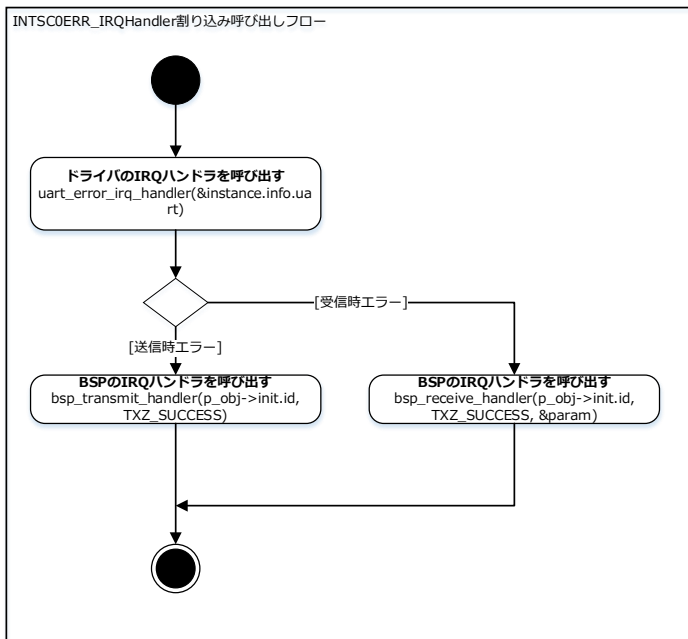 INTSC0ERR_IRQHandler割り込み呼び出しフロー
ドライバのIRQハンドラを呼び出す
uart_error_irq_handler(&instance.info.ua
rt)
[受信時エラー]
[送信時エラー]
BSPのIRQハンドラを呼び出す
bsp_transmit_handler(p_obj->init.id,
TXZ_SUCCESS)
BSPのIRQハンドラを呼び出す
bsp_receive_handler(p_obj->init.id,
TXZ_SUCCESS, &param)